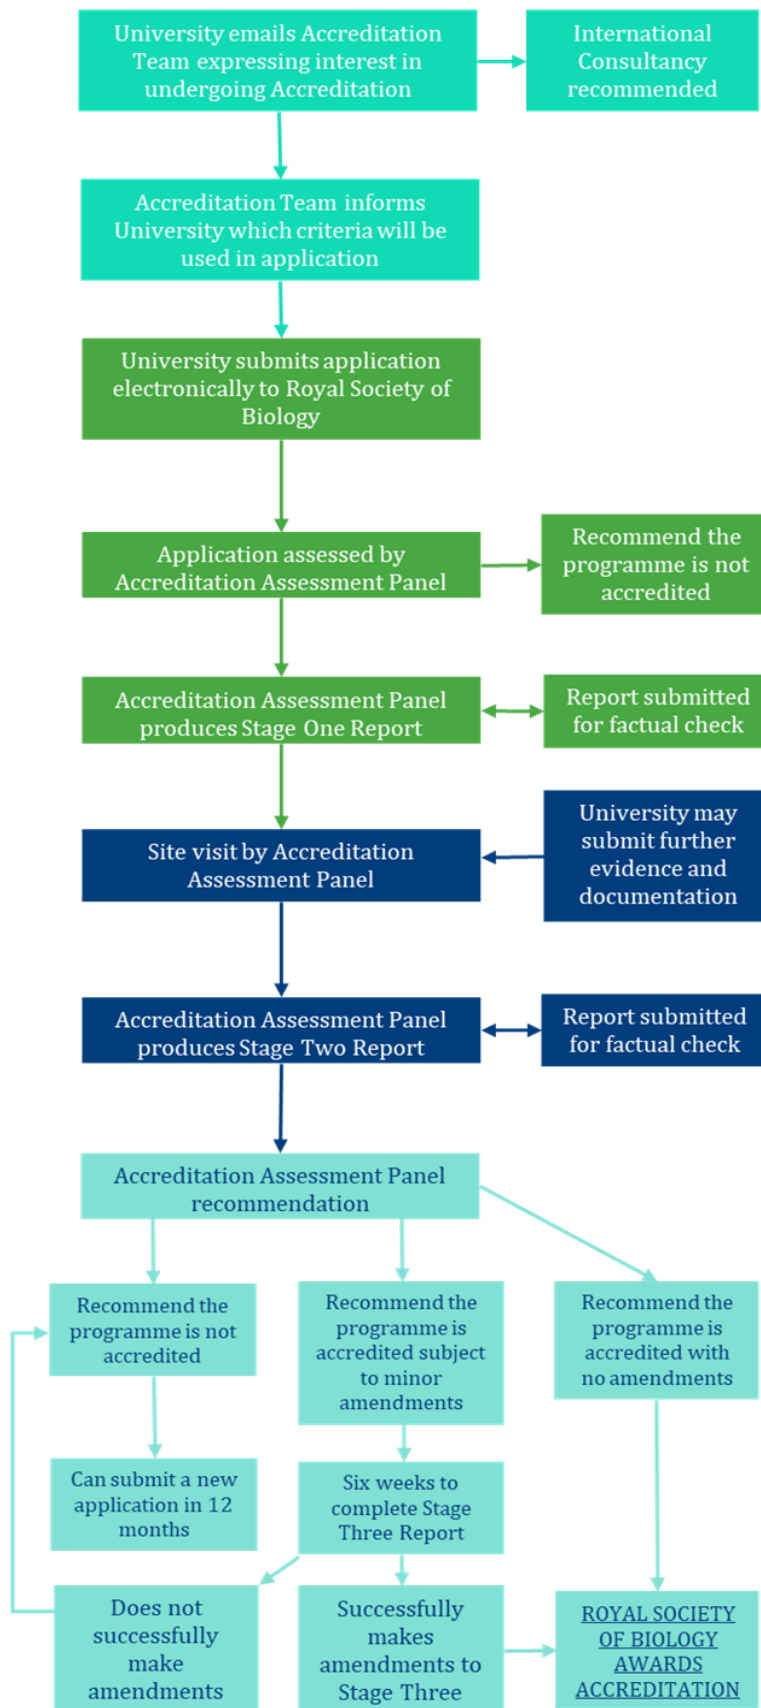 University emails Accreditation
Team expressing interest in
undergoing Accreditation
International
Consultancy
recommended
Accreditation Team informs
University which criteria will be
used in application
University submits application
electronically to Royal Society of
Biology
Application assessed by
Accreditation Assessment Panel
Recommend the
programme is not
accredited
Accreditation Assessment Panel
produces Stage One Report
Report submitted
for factual check
Site visit by Accreditation
Assessment Panel
University may
submit further
evidence and
documentation
Accreditation Assessment Panel
produces Stage Two Report
Report submitted
for factual check
Accreditation Assessment Panel
recommendation
Recommend the
programme is not
accredited
Recommend the
programme is
accredited subject
to minor
amendments
Recommend the
programme is
accredited with
no amendments
Can submit a new
application in 12
months
Six weeks to
complete Stage
Three Report
Does not
successfully
make
amendments
Successfully
makes
amendments to
Stage Three
ROYAL SOCIETY
OF BIOLOGY
AWARDS
ACCREDITATION